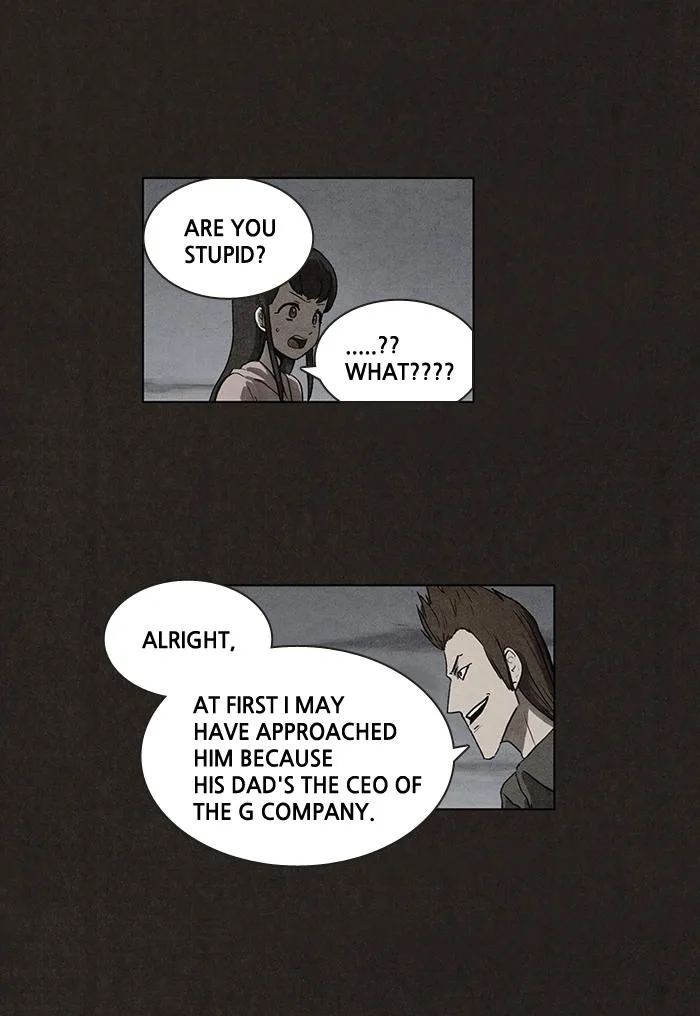 ARE YOU
STUPID?
.....??
WHAT????
ALRIGHT,
AT FIRST I MAY
HAVE APPROACHED
HIM BECAUSE
HIS DAD'S THE CEO OF
THE G COMPANY.